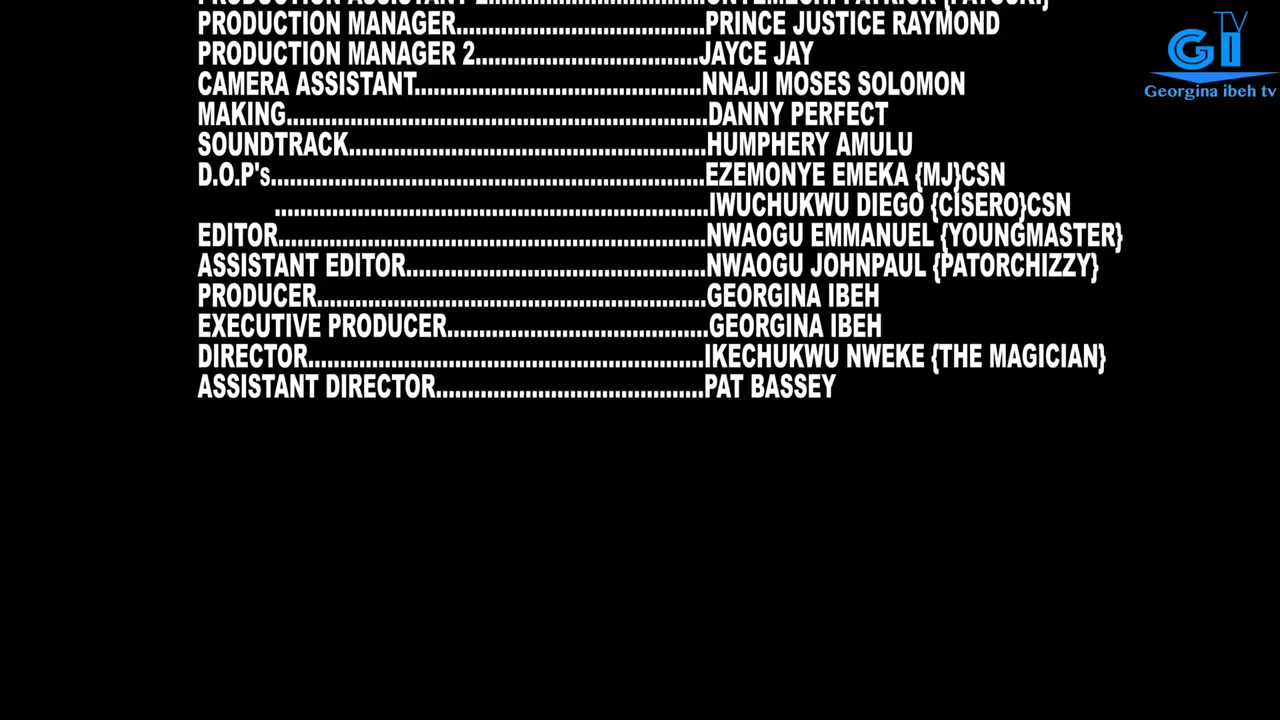 PRODUCTION MANAGER.......................................PRINCE JUSTICE RAYMOND
PRODUCTION MANAGER 2...................................JAYCE JAY
CAMERA ASSISTANT.............................................NNAJI MOSES SOLOMON
MAKING..................................................................DANNY PERFECT
SOUNDTRACK........................................................HUMPHERY AMULU
D.O.P's....................................................................EZEMONYE EMEKA {MJ}CSN
....................................................................IWUCHUKWU DIEGO {CISERO}CSN
EDITOR...................................................................NWAOGU EMMANUEL {YOUNGMASTER}
ASSISTANT EDITOR...............................................NWAOGU JOHNPAUL {PATORCHIZZY}
PRODUCER.............................................................GEORGINA IBEH
EXECUTIVE PRODUCER.........................................GEORGINA IBEH
DIRECTOR..............................................................IKECHUKWU NWEKE {THE MAGICIAN}
ASSISTANT DIRECTOR..........................................PAT BASSEY
GI TV
Georgina ibeh tv